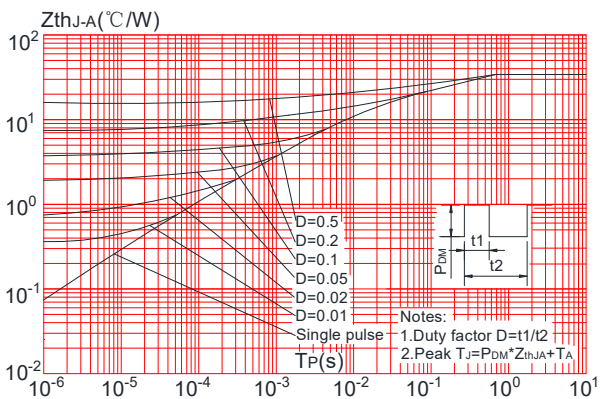 ZthJ-A(℃/W)
10²
10¹
10⁰
10⁻¹
10⁻²
D=0.5
D=0.2
D=0.1
D=0.05
D=0.02
D=0.01
Single pulse
PDM
t1
t2
Notes:
1.Duty factor D=t1/t2
2.Peak TJ=PDM*ZthJA+TA
TP(s)
10⁻⁶ 10⁻⁵ 10⁻⁴ 10⁻³ 10⁻² 10⁻¹ 10⁰ 10¹